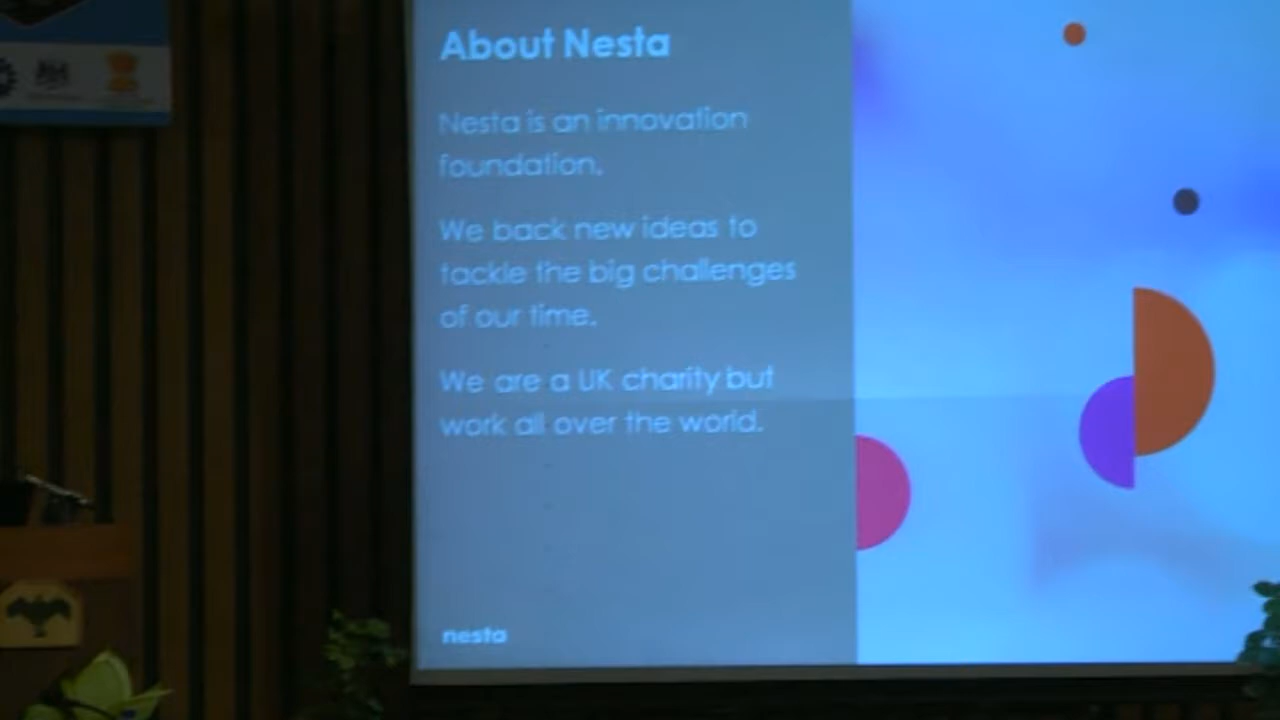 About Nesta
Nesta is an innovation
foundation.
We back new ideas to
tackle the big challenges
of our time.
We are a UK charity but
work all over the world.
nesta